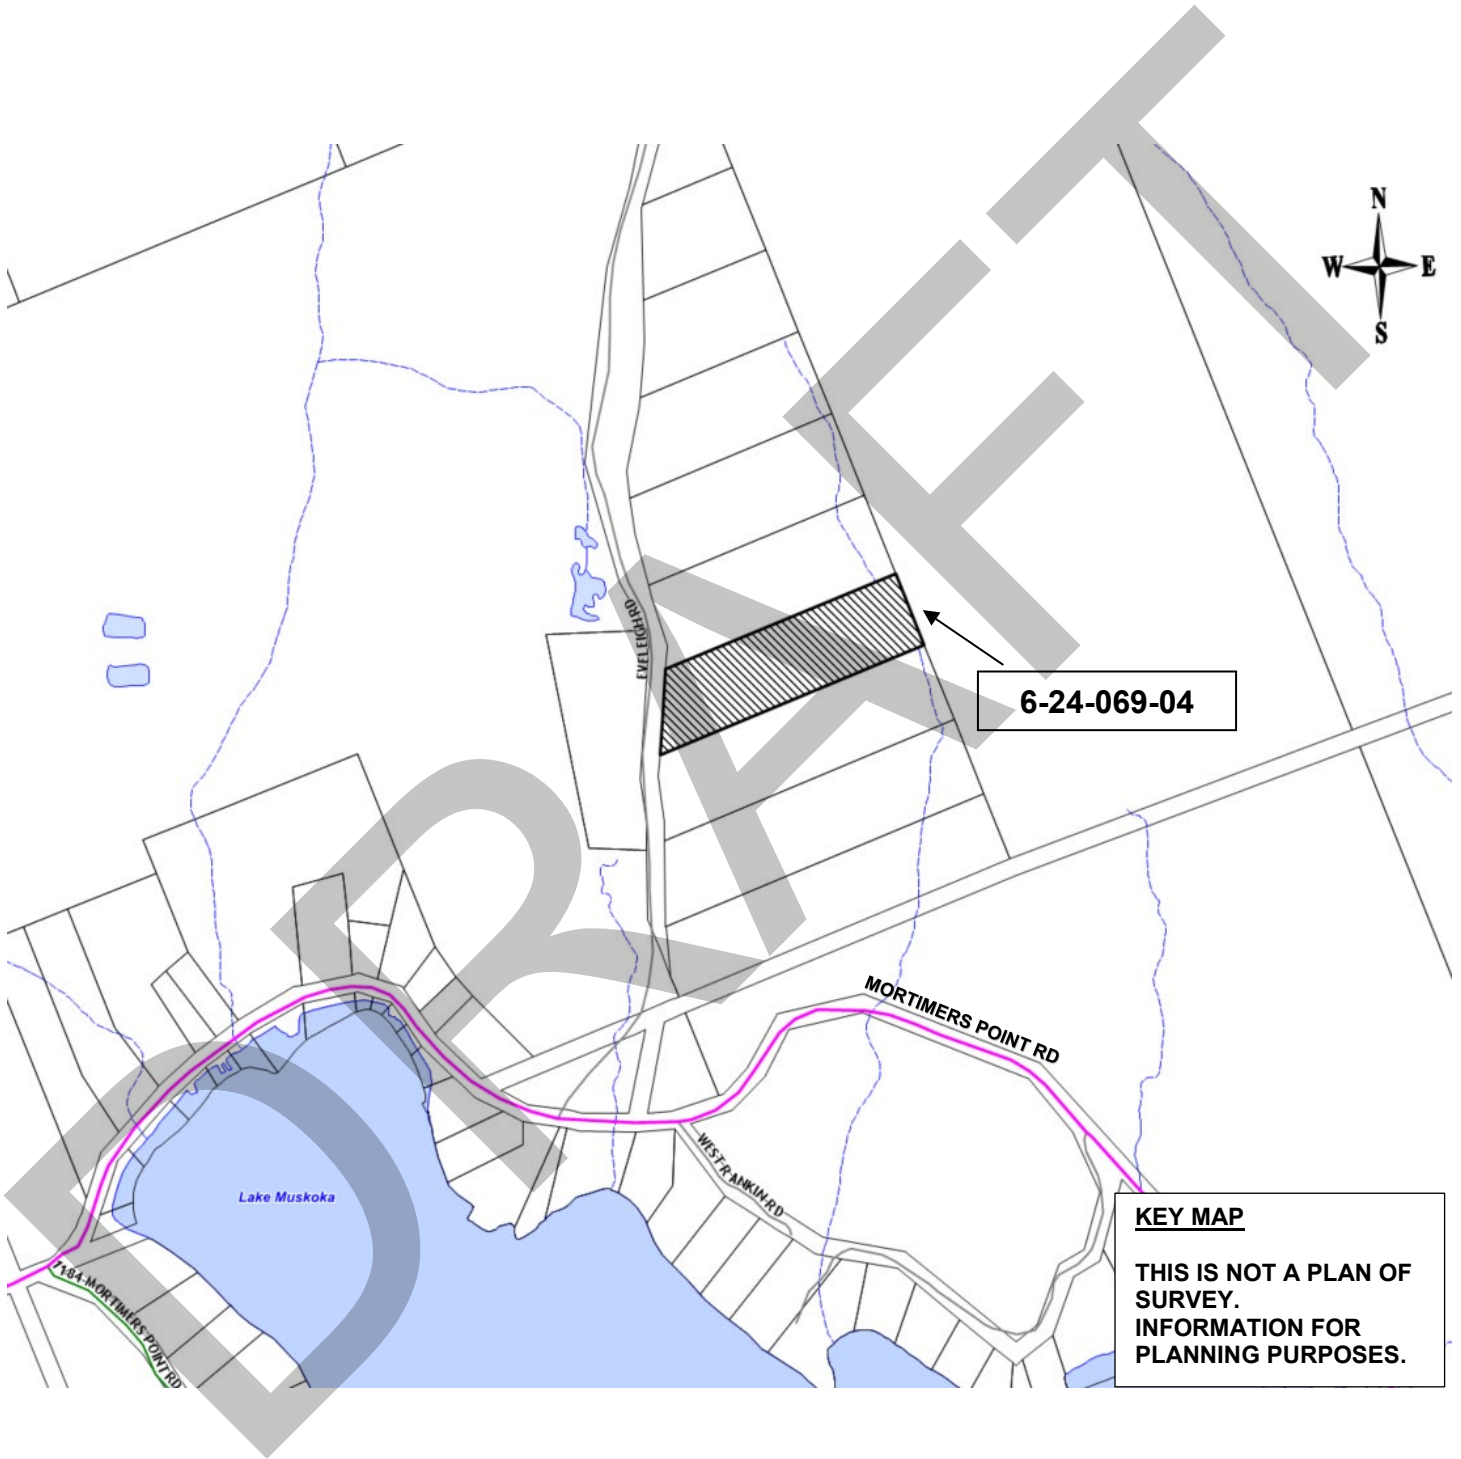 N
W E
S
EVELEIGH RD
6-24-069-04
MORTIMERS POINT RD
WEST RANKIN RD
Lake Muskoka
1184 MORTIMERS POINT RD
KEY MAP
THIS IS NOT A PLAN OF
SURVEY.
INFORMATION FOR
PLANNING PURPOSES.
DRAFT